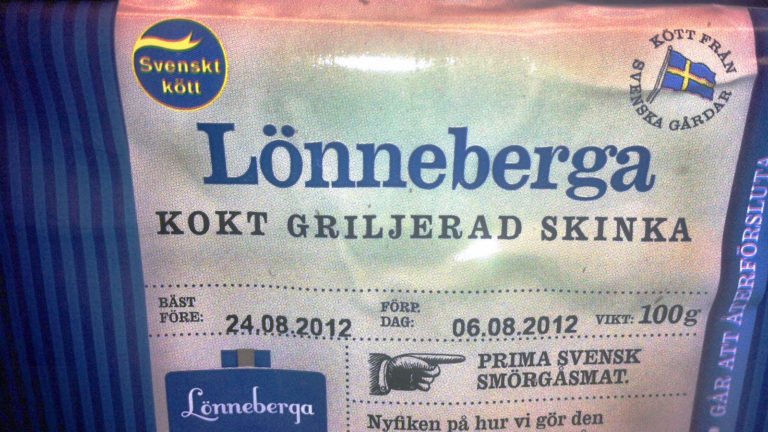 Svenskt
kött
KÖTT FRÅN
SVENSKA GÅRDAR
Lönneberga
KOKT GRILJERAD SKINKA
BÄST
FÖRE: 24.08.2012
FÖRP.
DAG: 06.08.2012
VIKT: 100g
PRIMA SVENSK
SMÖRGÅSMAT.
Lönneberga
Nyfiken på hur vi gör den
GÅR ATT ÅTERFÖRSLUTA